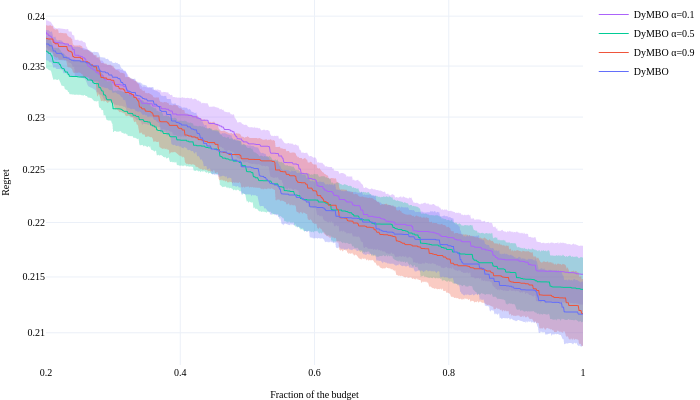 0.24
0.235
0.23
0.225
0.22
0.215
0.21
Regret
0.2
0.4
0.6
0.8
1
Fraction of the budget
DyMBO α=0.1
DyMBO α=0.5
DyMBO α=0.9
DyMBO